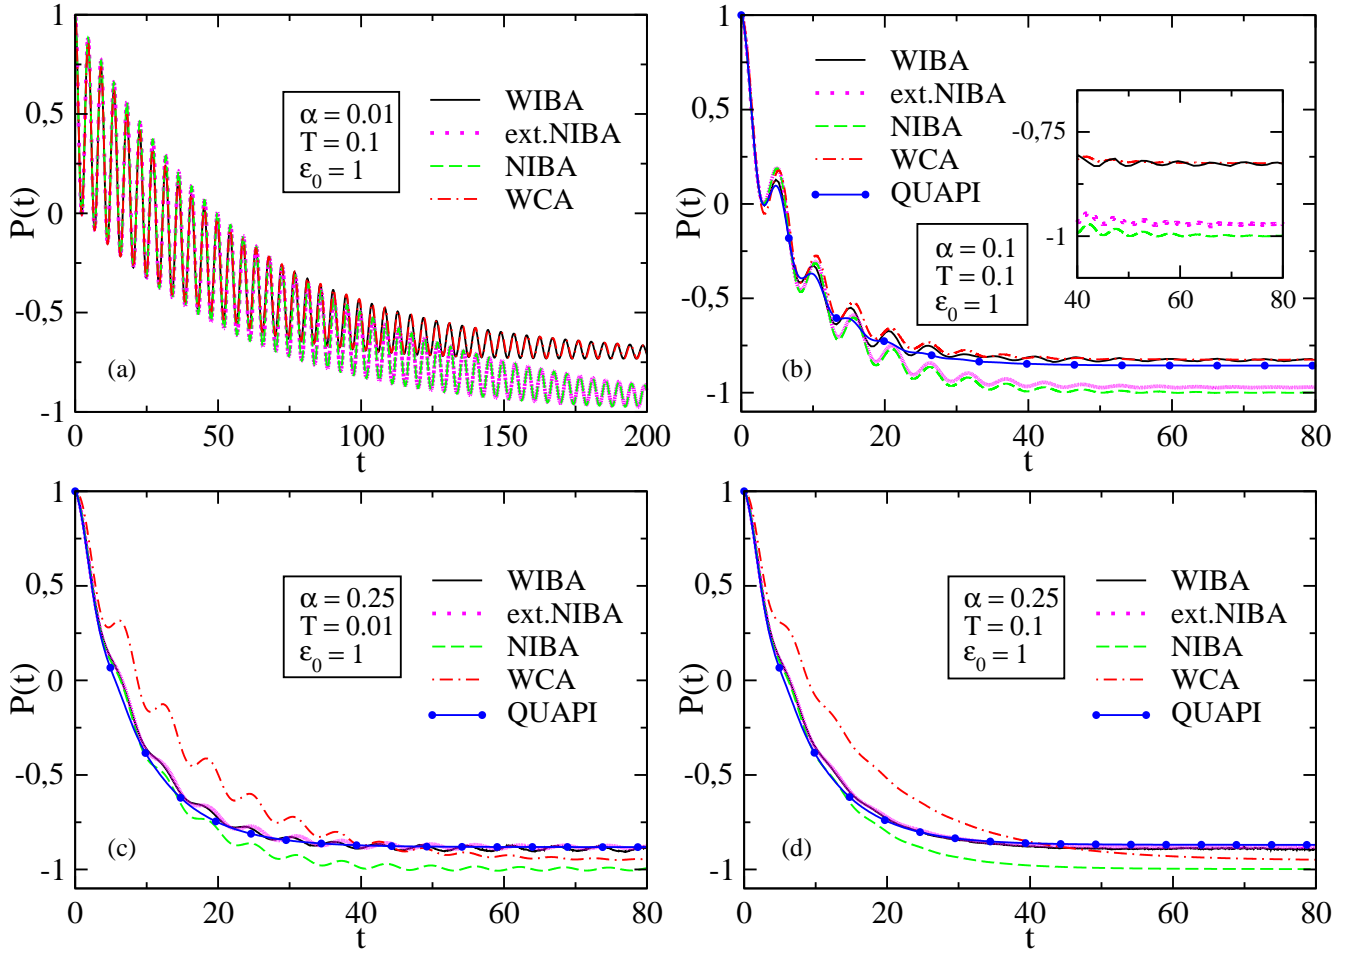 1
0,5
0
-0,5
-1
P(t)
α = 0.01
T = 0.1
ε₀ = 1
WIBA
ext.NIBA
NIBA
WCA
(a)
0 50 100 150 200
t
1
0,5
0
-0,5
-1
P(t)
WIBA
ext.NIBA
NIBA
WCA
QUAPI
α = 0.1
T = 0.1
ε₀ = 1
-0,75
-1
40 60 80
(b)
0 20 40 60 80
t
1
0,5
0
-0,5
-1
P(t)
α = 0.25
T = 0.01
ε₀ = 1
WIBA
ext.NIBA
NIBA
WCA
QUAPI
(c)
0 20 40 60 80
t
1
0,5
0
-0,5
-1
P(t)
α = 0.25
T = 0.1
ε₀ = 1
WIBA
ext.NIBA
NIBA
WCA
QUAPI
(d)
0 20 40 60 80
t